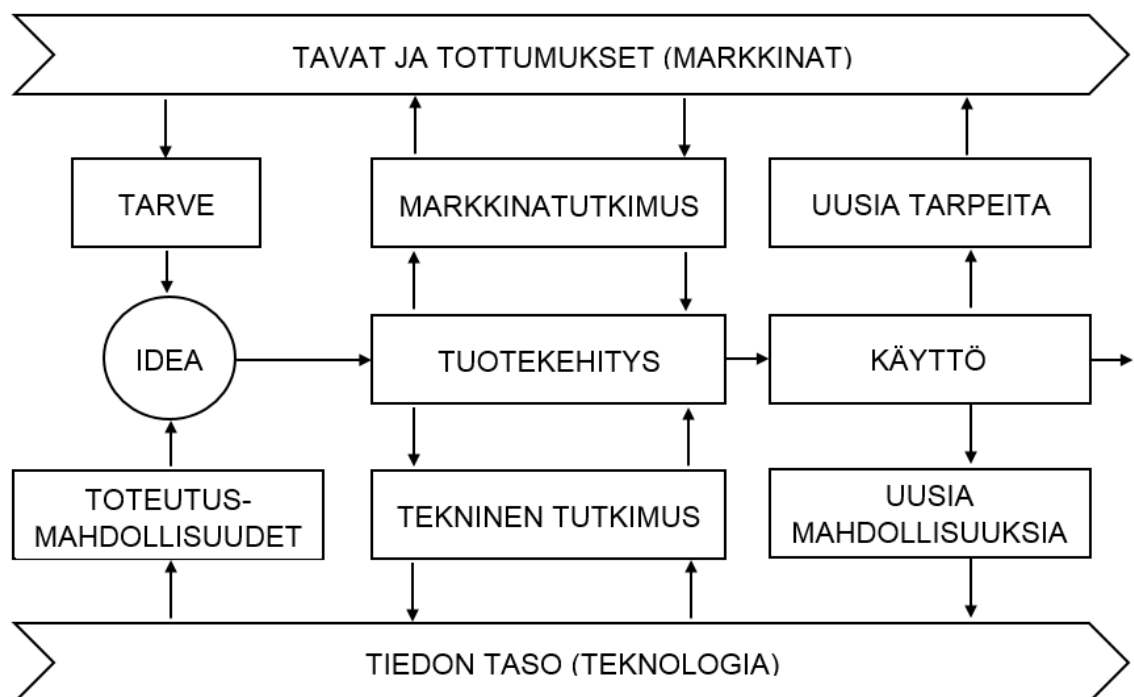 TAVAT JA TOTTUMUKSET (MARKKINAT)
TARVE
MARKKINATUTKIMUS
UUSIA TARPEITA
IDEA
TUOTEKEHITYS
KÄYTTÖ
TOTEUTUS-
MAHDOLLISUUDET
TEKNINEN TUTKIMUS
UUSIA
MAHDOLLISUUKSIA
TIEDON TASO (TEKNOLOGIA)